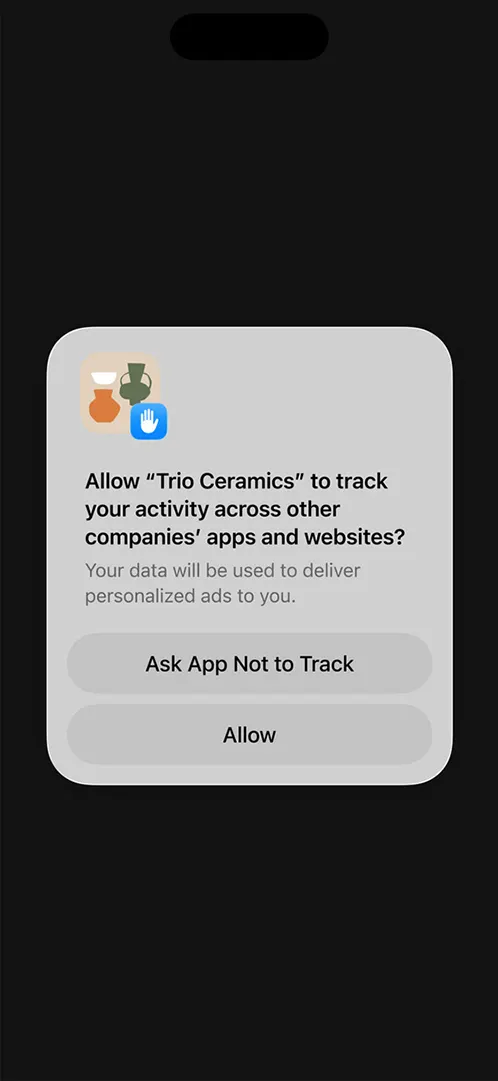 Allow “Trio Ceramics” to track
your activity across other
companies’ apps and websites?
Your data will be used to deliver
personalized ads to you.
Ask App Not to Track
Allow